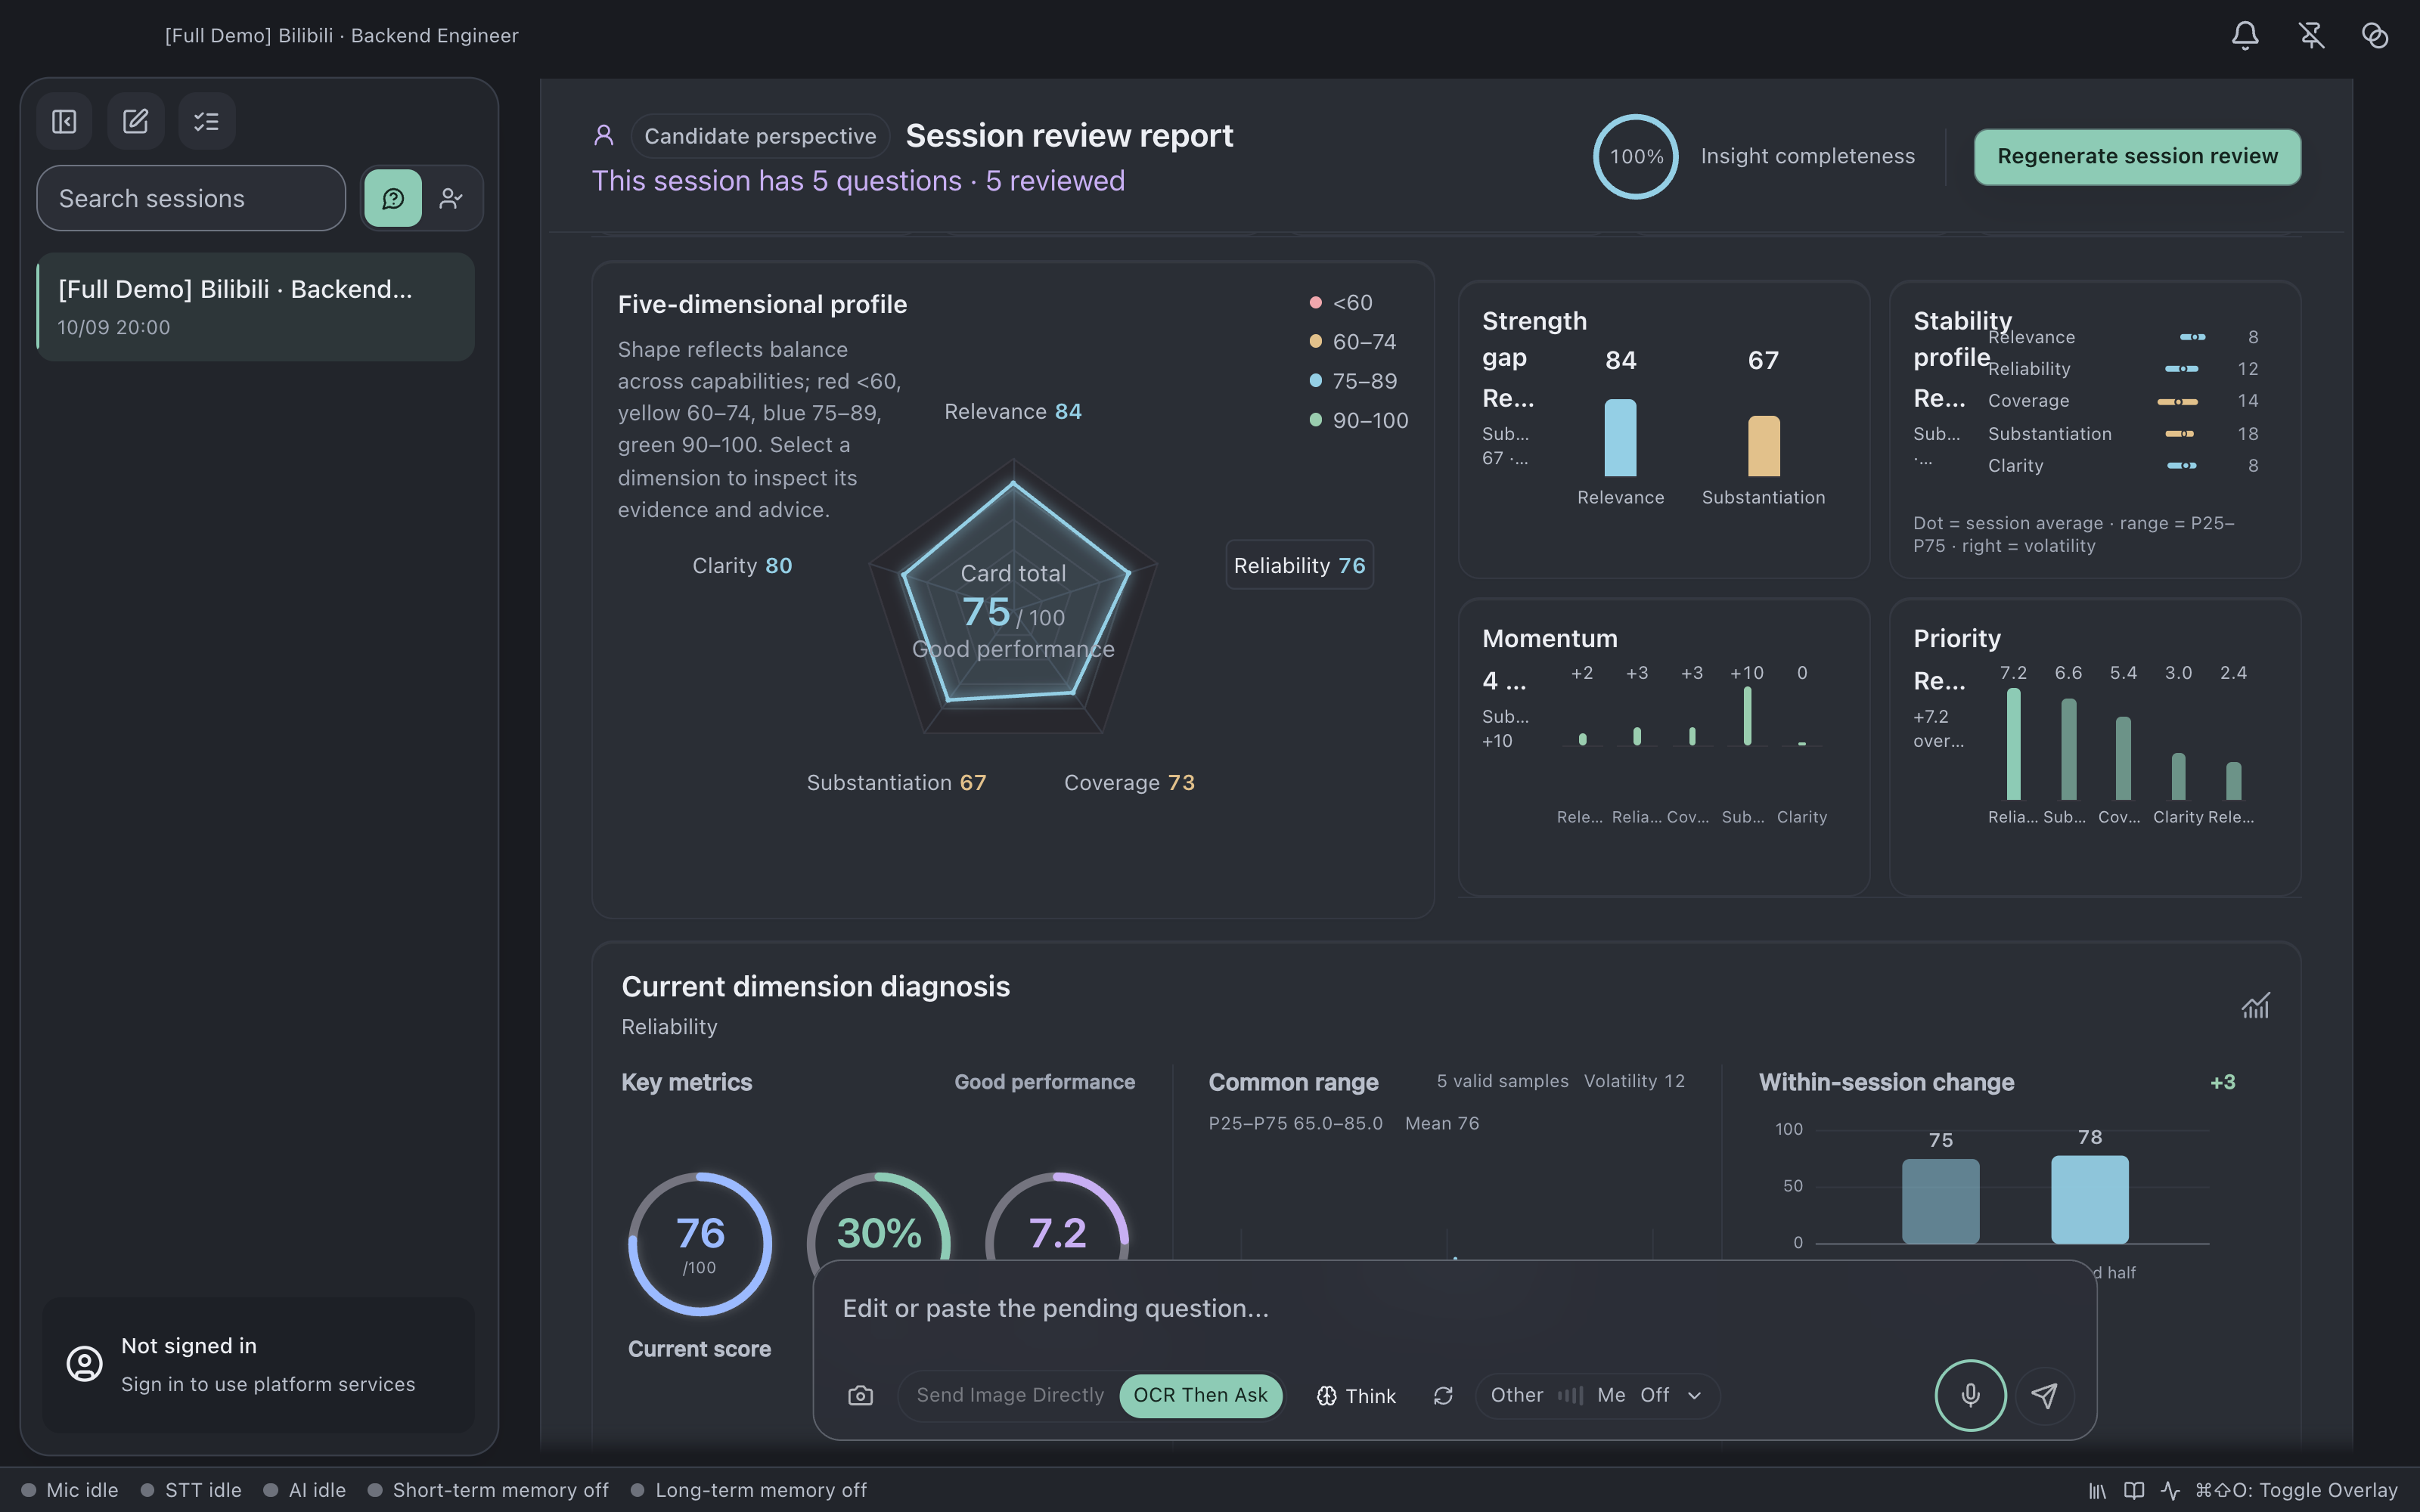 [Full Demo] Bilibili · Backend Engineer
Search sessions
[Full Demo] Bilibili · Backend...
10/09 20:00
Not signed in
Sign in to use platform services
Candidate perspective
Session review report
This session has 5 questions · 5 reviewed
100%
Insight completeness
Regenerate session review
Five-dimensional profile
Shape reflects balance
across capabilities; red <60,
yellow 60–74, blue 75–89,
green 90–100. Select a
dimension to inspect its
evidence and advice.
<60
60–74
75–89
90–100
Relevance 84
Clarity 80
Reliability 76
Card total
75 / 100
Good performance
Substantiation 67
Coverage 73
Strength
gap
Re...
Sub...
67 ·...
84
67
Relevance
Substantiation
Stability
profile
Re...
Sub...
·...
Relevance 8
Reliability 12
Coverage 14
Substantiation 18
Clarity 8
Dot = session average · range = P25–
P75 · right = volatility
Momentum
4 ...
Sub...
+10
+2 +3 +3 +10 0
Rele... Relia... Cov... Sub... Clarity
Priority
Re...
+7.2
over...
7.2 6.6 5.4 3.0 2.4
Relia... Sub... Cov... Clarity Rele...
Current dimension diagnosis
Reliability
Key metrics
Good performance
76
/100
30%
7.2
Current score
Common range
5 valid samples Volatility 12
P25–P75 65.0–85.0 Mean 76
Within-session change
+3
100
50
0
75
78
d half
Edit or paste the pending question...
Send Image Directly
OCR Then Ask
Think
Other
Me Off
Mic idle
STT idle
AI idle
Short-term memory off
Long-term memory off
⌘⇧O: Toggle Overlay